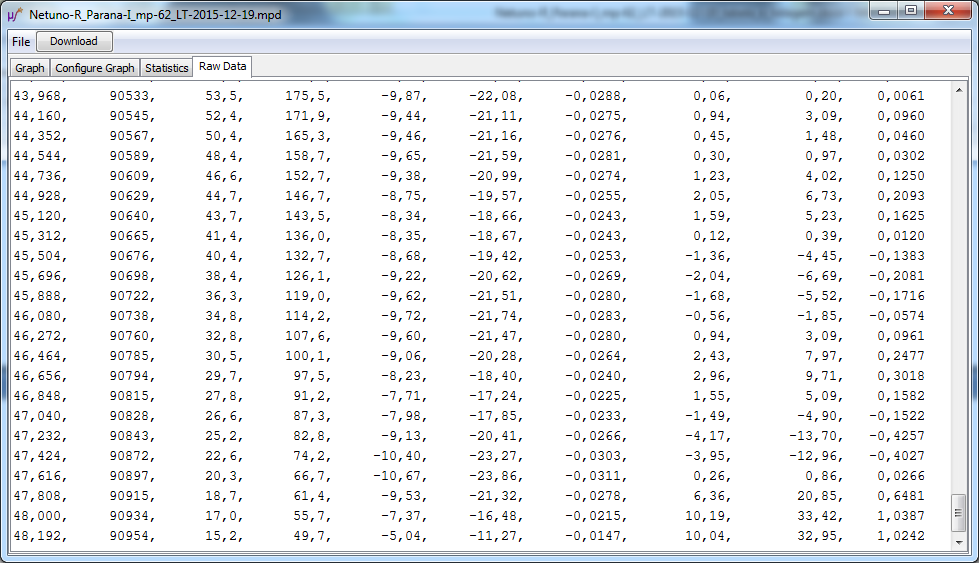 Netuno-R_Parana-I_mp-62_LT-2015-12-19.mpd
File Download
Graph Configure Graph Statistics Raw Data
43,968, 90533, 53,5, 175,5, -9,87, -22,08, -0,0288, 0,06, 0,20, 0,0061
44,160, 90545, 52,4, 171,9, -9,44, -21,11, -0,0275, 0,94, 3,09, 0,0960
44,352, 90567, 50,4, 165,3, -9,46, -21,16, -0,0276, 0,45, 1,48, 0,0460
44,544, 90589, 48,4, 158,7, -9,65, -21,59, -0,0281, 0,30, 0,97, 0,0302
44,736, 90609, 46,6, 152,7, -9,38, -20,99, -0,0274, 1,23, 4,02, 0,1250
44,928, 90629, 44,7, 146,7, -8,75, -19,57, -0,0255, 2,05, 6,73, 0,2093
45,120, 90640, 43,7, 143,5, -8,34, -18,66, -0,0243, 1,59, 5,23, 0,1625
45,312, 90665, 41,4, 136,0, -8,35, -18,67, -0,0243, 0,12, 0,39, 0,0120
45,504, 90676, 40,4, 132,7, -8,68, -19,42, -0,0253, -1,36, -4,45, -0,1383
45,696, 90698, 38,4, 126,1, -9,22, -20,62, -0,0269, -2,04, -6,69, -0,2081
45,888, 90722, 36,3, 119,0, -9,62, -21,51, -0,0280, -1,68, -5,52, -0,1716
46,080, 90738, 34,8, 114,2, -9,72, -21,74, -0,0283, -0,56, -1,85, -0,0574
46,272, 90760, 32,8, 107,6, -9,60, -21,47, -0,0280, 0,94, 3,09, 0,0961
46,464, 90785, 30,5, 100,1, -9,06, -20,28, -0,0264, 2,43, 7,97, 0,2477
46,656, 90794, 29,7, 97,5, -8,23, -18,40, -0,0240, 2,96, 9,71, 0,3018
46,848, 90815, 27,8, 91,2, -7,71, -17,24, -0,0225, 1,55, 5,09, 0,1582
47,040, 90828, 26,6, 87,3, -7,98, -17,85, -0,0233, -1,49, -4,90, -0,1522
47,232, 90843, 25,2, 82,8, -9,13, -20,41, -0,0266, -4,17, -13,70, -0,4257
47,424, 90872, 22,6, 74,2, -10,40, -23,27, -0,0303, -3,95, -12,96, -0,4027
47,616, 90897, 20,3, 66,7, -10,67, -23,86, -0,0311, 0,26, 0,86, 0,0266
47,808, 90915, 18,7, 61,4, -9,53, -21,32, -0,0278, 6,36, 20,85, 0,6481
48,000, 90934, 17,0, 55,7, -7,37, -16,48, -0,0215, 10,19, 33,42, 1,0387
48,192, 90954, 15,2, 49,7, -5,04, -11,27, -0,0147, 10,04, 32,95, 1,0242